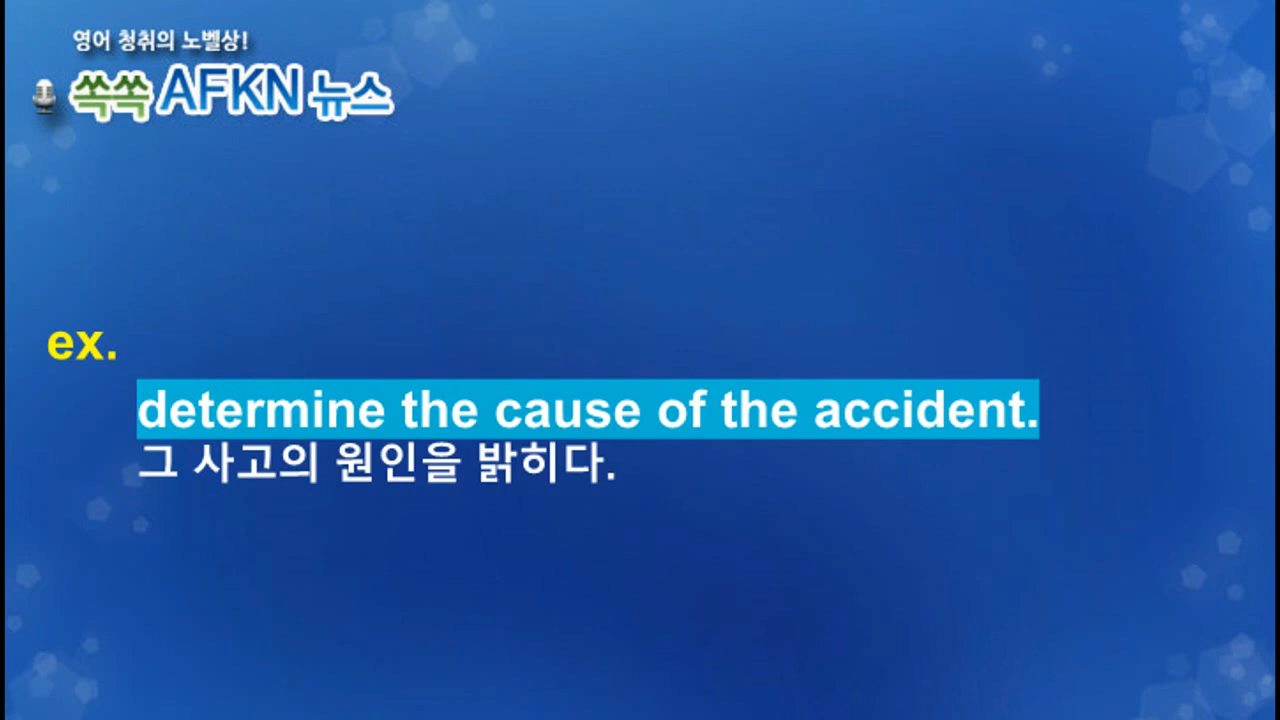 영어 청취의 노벨상!
쏙쏙 AFKN 뉴스
ex.
determine the cause of the accident.
그 사고의 원인을 밝히다.